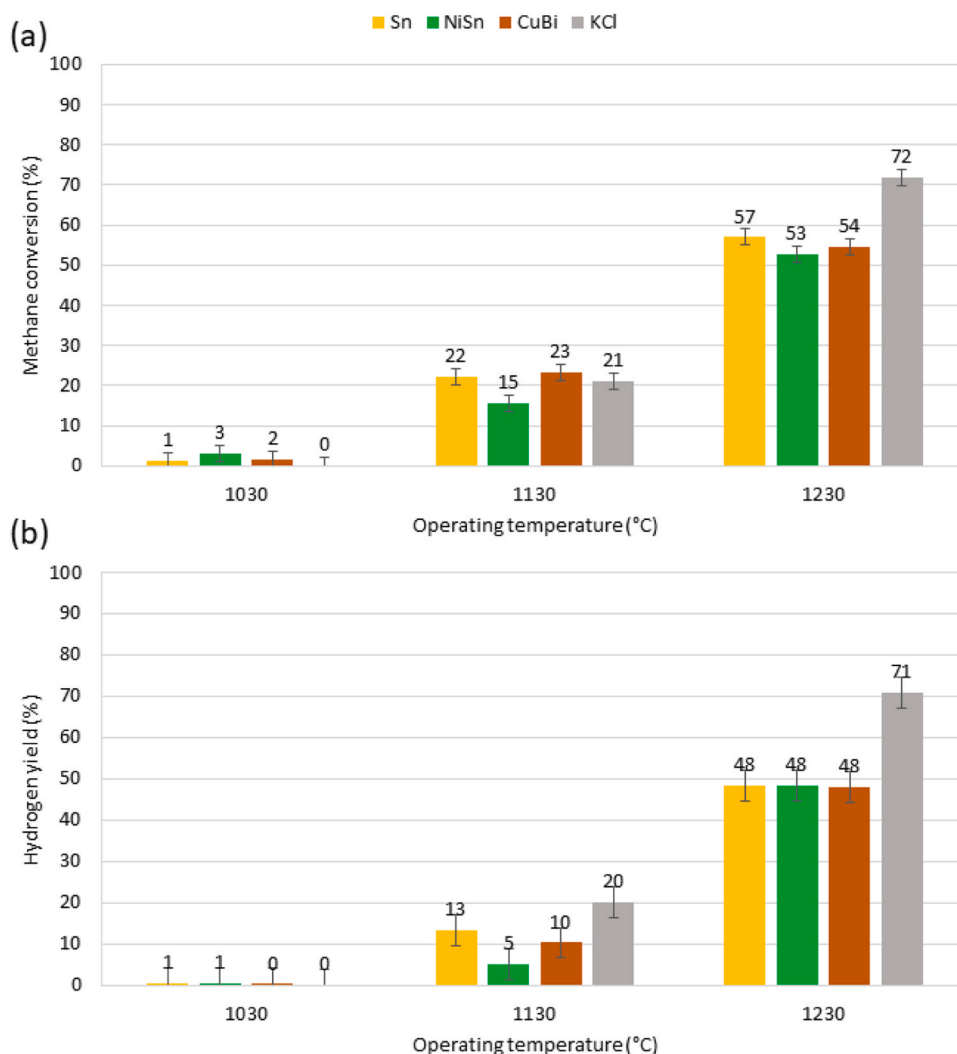 Sn NiSn CuBi KCl
(a)
Methane conversion (%)
100
90
80
70
60
50
40
30
20
10
0
1 3 2 0
22 15 23 21
57 53 54 72
1030 1130 1230
Operating temperature (°C)
(b)
Hydrogen yield (%)
100
90
80
70
60
50
40
30
20
10
0
1 1 0 0
13 5 10 20
48 48 48 71
1030 1130 1230
Operating temperature (°C)